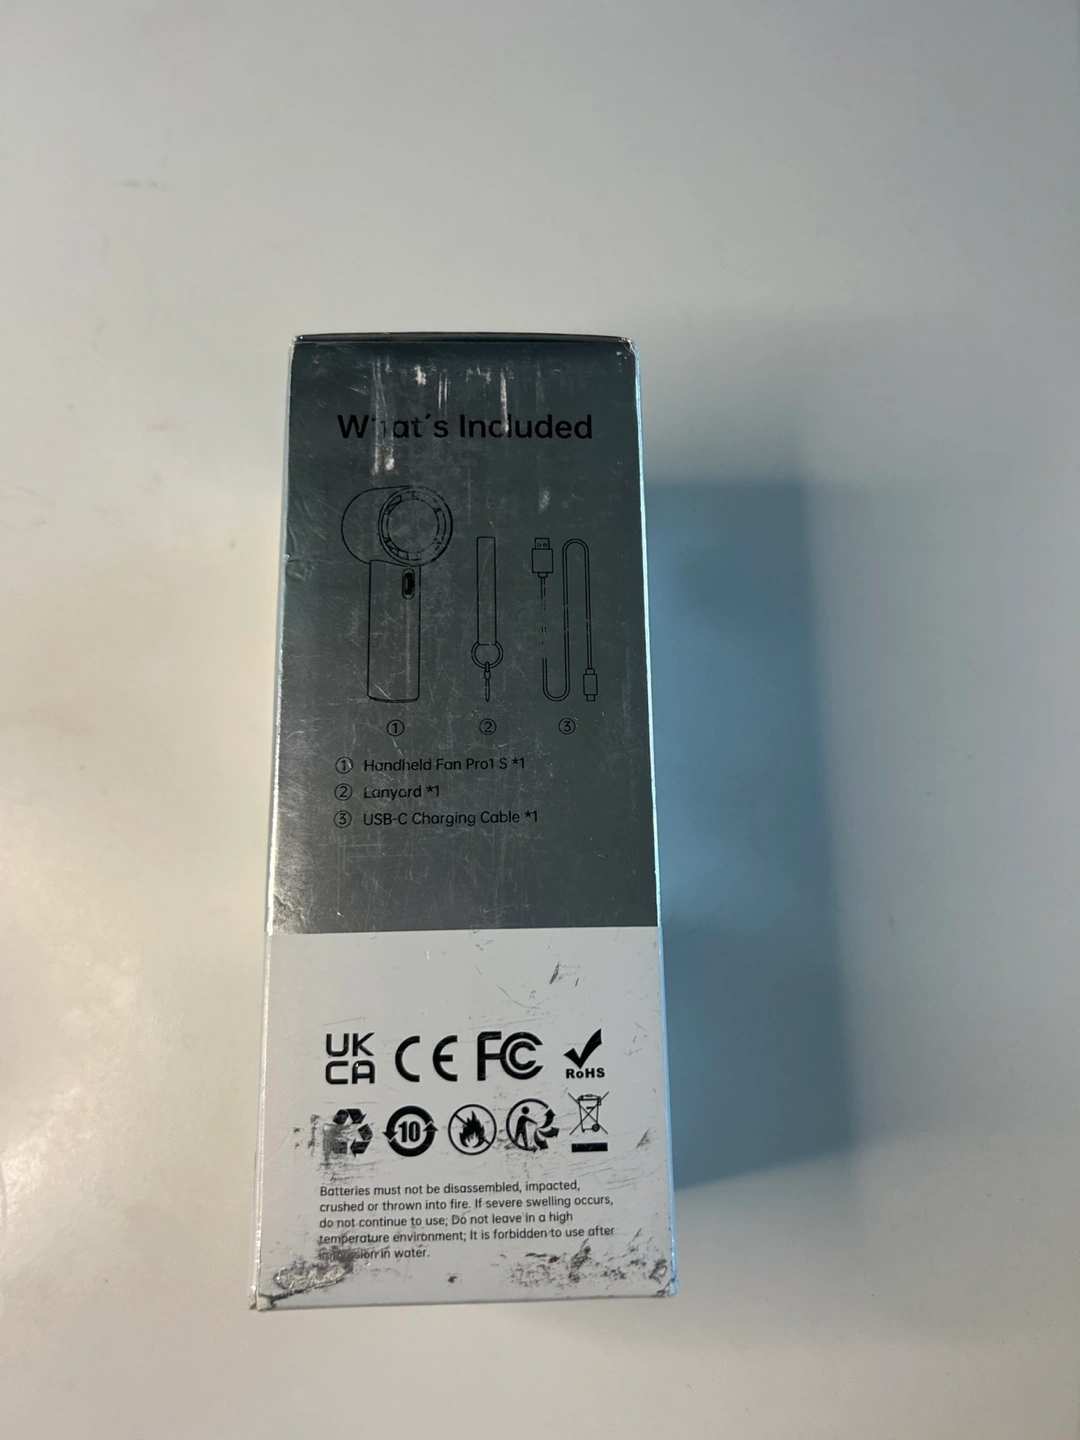 What's Included
① ② ③
① Handheld Fan Pro1 S *1
② Lanyard *1
③ USB-C Charging Cable *1
UK
CA CE FC RoHS
10
Batteries must not be disassembled, impacted,
crushed or thrown into fire. If severe swelling occurs,
do not continue to use; Do not leave in a high
temperature environment; It is forbidden to use after
in water.